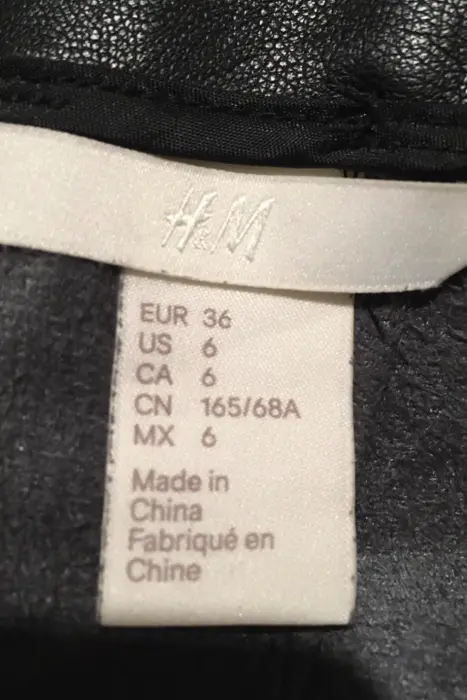 H&M
EUR 36
US 6
CA 6
CN 165/68A
MX 6
Made in
China
Fabriqué en
Chine